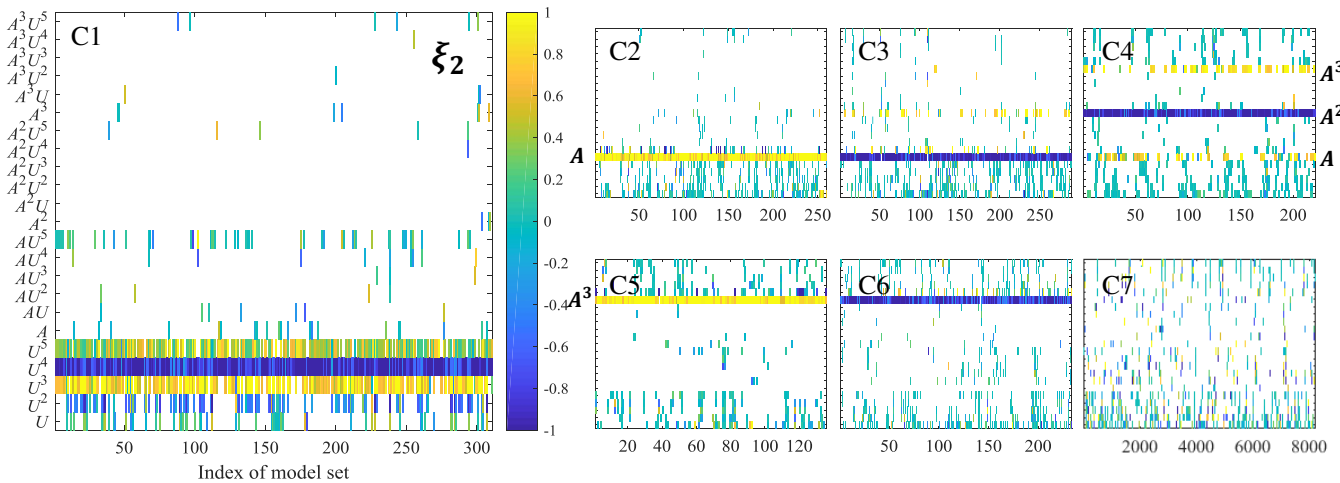 C1
ξ₂
A³U⁵
A³U⁴
A³U³
A³U²
A³U
A³
A²U⁵
A²U⁴
A²U³
A²U²
A²U
A²
AU⁵
AU⁴
AU³
AU²
AU
A
U⁵
U⁴
U³
U²
U
50 100 150 200 250 300
Index of model set
1
0.8
0.6
0.4
0.2
0
-0.2
-0.4
-0.6
-0.8
-1
C2
A
50 100 150 200 250
C3
50 100 150 200 250
C4
A³
A²
A
50 100 150 200
C5
A³
20 40 60 80 100 120
C6
50 100 150 200
C7
2000 4000 6000 8000